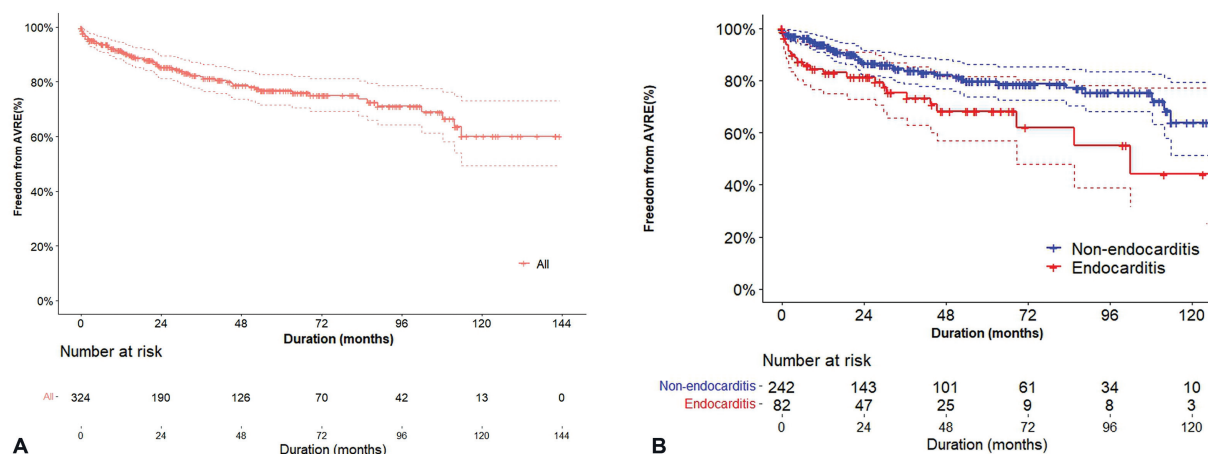 100%
80%
60%
40%
20%
0%
Freedom from AVRE(%)
All
0 24 48 72 96 120 144
Duration (months)
Number at risk
All - 324 190 126 70 42 13 0
0 24 48 72 96 120 144
Duration (months)
A
100%
80%
60%
40%
20%
0%
Freedom from AVRE(%)
Non-endocarditis
Endocarditis
0 24 48 72 96 120
Duration (months)
Number at risk
Non-endocarditis - 242 143 101 61 34 10
Endocarditis - 82 47 25 9 8 3
0 24 48 72 96 120
Duration (months)
B